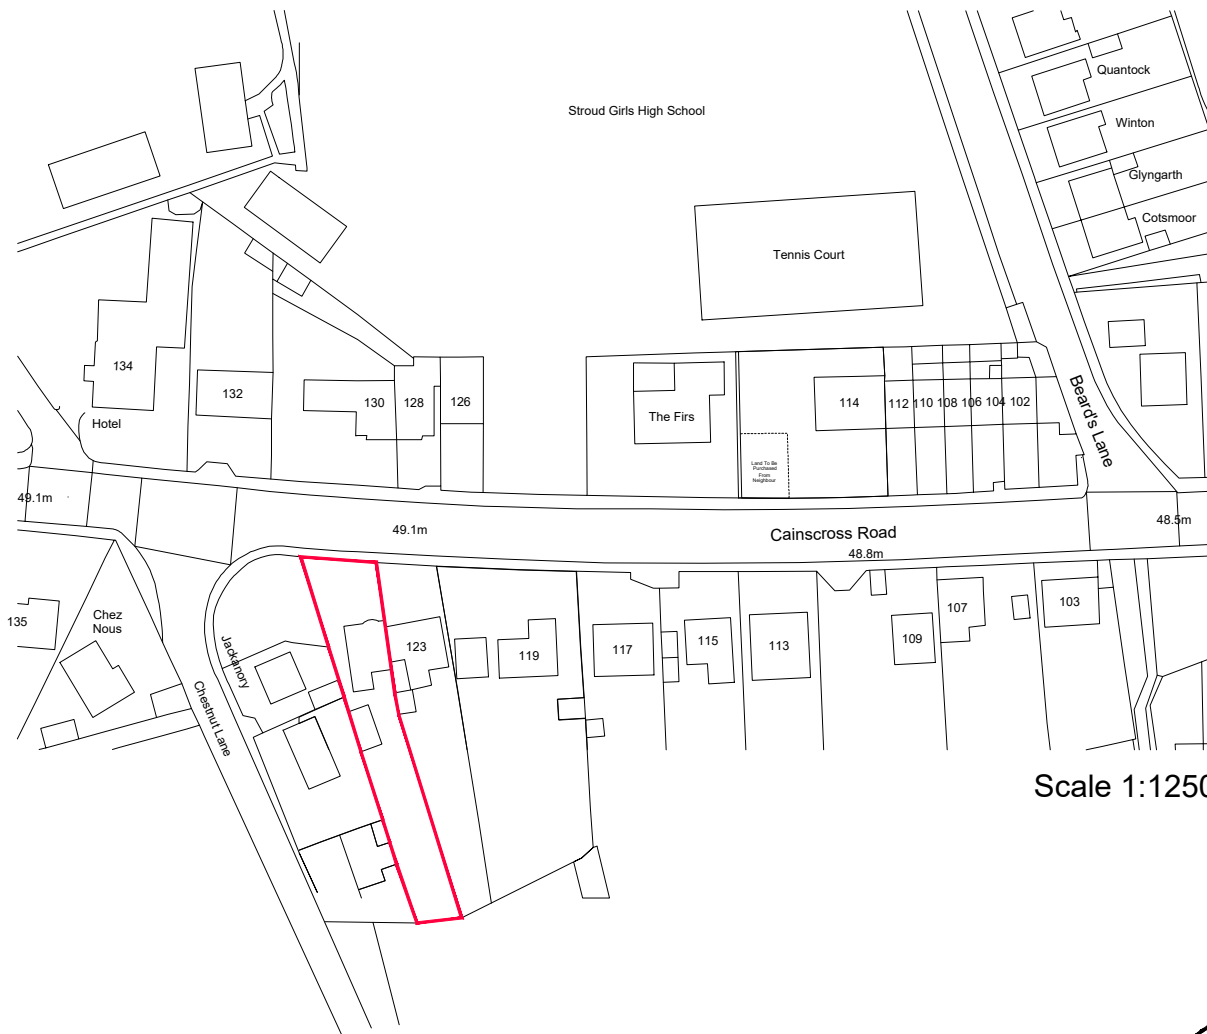 Quantock
Stroud Girls High School
Winton
Glyngarth
Cotsmoor
Tennis Court
134
132
130
128
126
The Firs
114
112
110
108
106
104
102
Hotel
Beard's Lane
Land To Be
Purchased
From
Neighbour
49.1m
49.1m
Cainscross Road
48.8m
48.5m
135
Chez
Nous
Jackanory
Chestnut Lane
123
119
117
115
113
109
107
103
Scale 1:1250